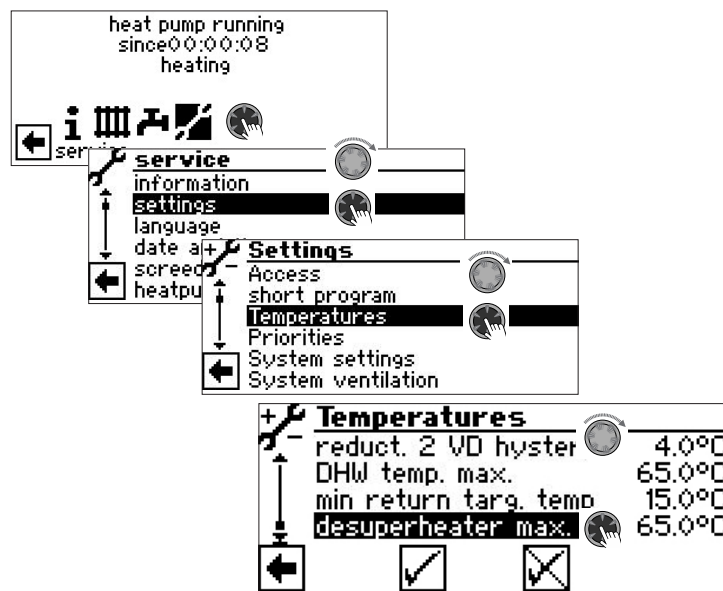 heat pump running
since00:00:08
heating
service
service
information
settings
language
date a
screed
heatpu
Settings
Access
short program
Temperatures
Priorities
System settings
System ventilation
Temperatures
reduct. 2 VD hyster 4.0°C
DHW temp. max. 65.0°C
min return targ. temp 15.0°C
desuperheater max. 65.0°C